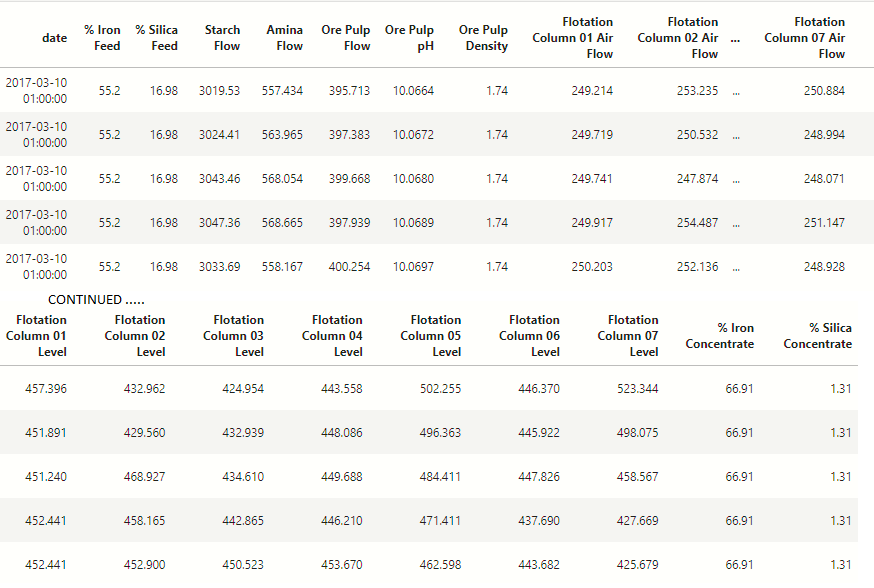 date % Iron Feed % Silica Feed Starch Flow Amina Flow Ore Pulp Flow Ore Pulp pH Ore Pulp Density Flotation Column 01 Air Flow Flotation Column 02 Air Flow ... Flotation Column 07 Air Flow
2017-03-10 01:00:00 55.2 16.98 3019.53 557.434 395.713 10.0664 1.74 249.214 253.235 ... 250.884
2017-03-10 01:00:00 55.2 16.98 3024.41 563.965 397.383 10.0672 1.74 249.719 250.532 ... 248.994
2017-03-10 01:00:00 55.2 16.98 3043.46 568.054 399.668 10.0680 1.74 249.741 247.874 ... 248.071
2017-03-10 01:00:00 55.2 16.98 3047.36 568.665 397.939 10.0689 1.74 249.917 254.487 ... 251.147
2017-03-10 01:00:00 55.2 16.98 3033.69 558.167 400.254 10.0697 1.74 250.203 252.136 ... 248.928
CONTINUED .....
Flotation Column 01 Level Flotation Column 02 Level Flotation Column 03 Level Flotation Column 04 Level Flotation Column 05 Level Flotation Column 06 Level Flotation Column 07 Level % Iron Concentrate % Silica Concentrate
457.396 432.962 424.954 443.558 502.255 446.370 523.344 66.91 1.31
451.891 429.560 432.939 448.086 496.363 445.922 498.075 66.91 1.31
451.240 468.927 434.610 449.688 484.411 447.826 458.567 66.91 1.31
452.441 458.165 442.865 446.210 471.411 437.690 427.669 66.91 1.31
452.441 452.900 450.523 453.670 462.598 443.682 425.679 66.91 1.31